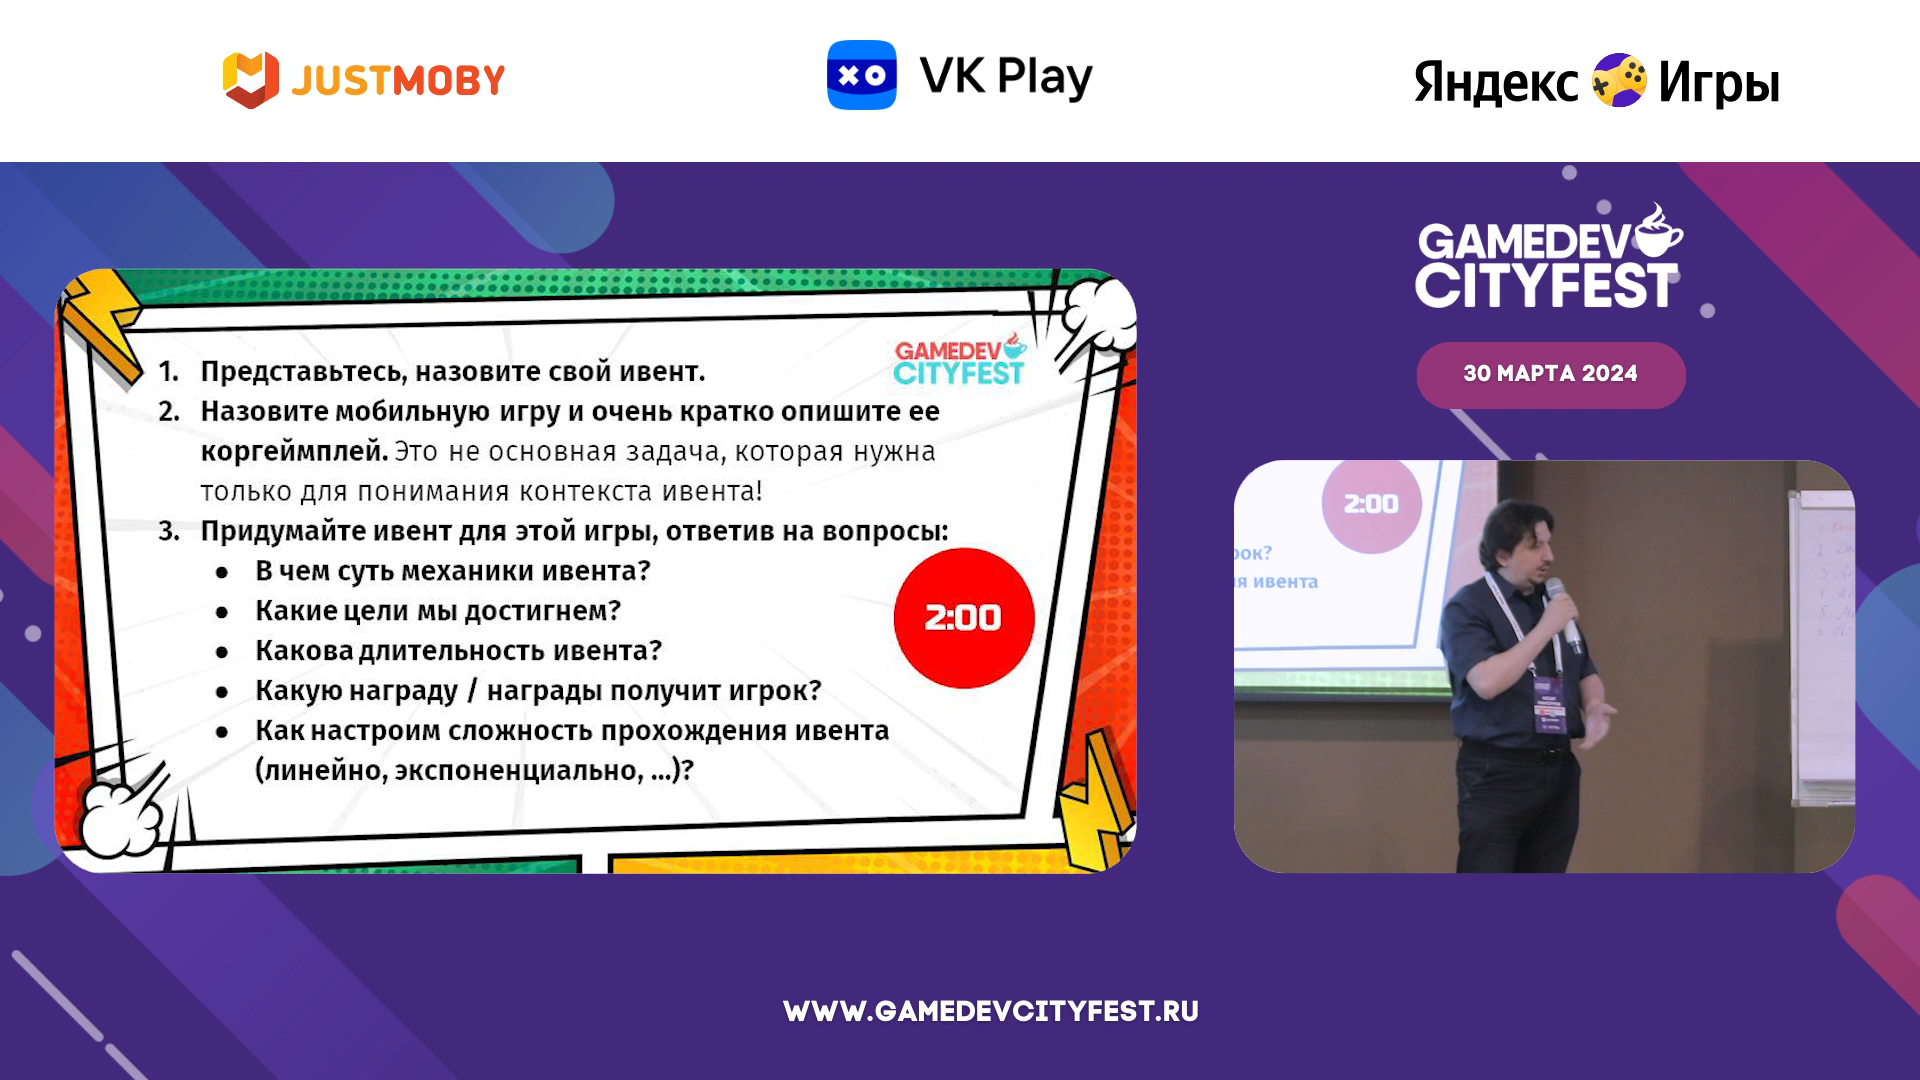 JUSTMOBY
VK Play
Яндекс Игры
GAMEDEV
CITYFEST
30 МАРТА 2024
GAMEDEV
CITYFEST
1. Представьтесь, назовите свой ивент.
2. Назовите мобильную игру и очень кратко опишите ее
коргеймплей. Это не основная задача, которая нужна
только для понимания контекста ивента!
3. Придумайте ивент для этой игры, ответив на вопросы:
● В чем суть механики ивента?
● Какие цели мы достигнем?
● Какова длительность ивента?
● Какую награду / награды получит игрок?
● Как настроим сложность прохождения ивента
(линейно, экспоненциально, ...)?
2:00
2:00
рок?
ия ивента
WWW.GAMEDEVCITYFEST.RU